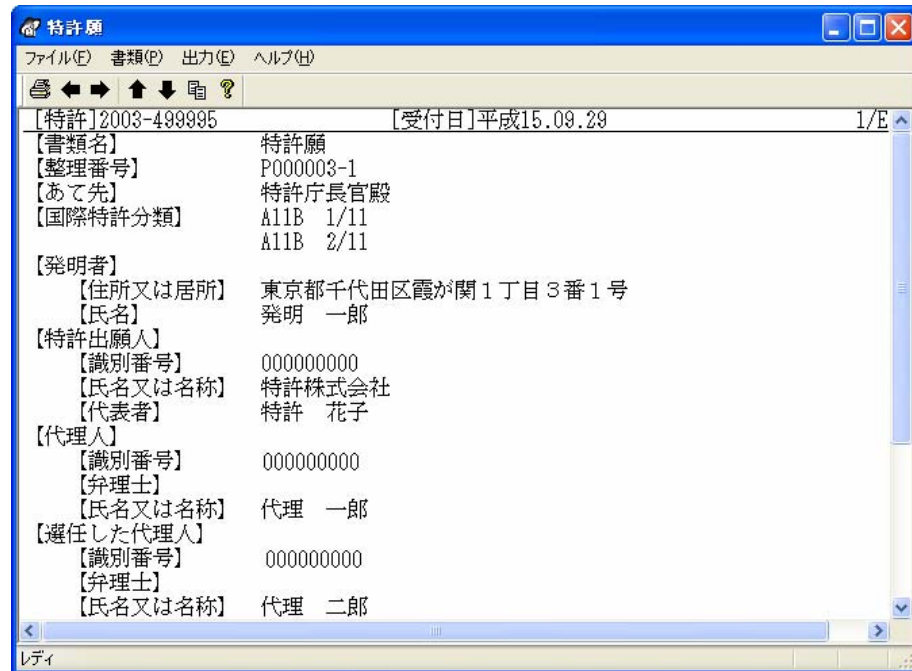 特許願
ファイル(F) 書類(P) 出力(E) ヘルプ(H)
[特許]2003-499995 [受付日]平成15.09.29 1/E
【書類名】 特許願
【整理番号】 P000003-1
【あて先】 特許庁長官殿
【国際特許分類】 A11B 1/11
A11B 2/11
【発明者】
【住所又は居所】 東京都千代田区霞が関1丁目3番1号
【氏名】 発明 一郎
【特許出願人】
【識別番号】 000000000
【氏名又は名称】 特許株式会社
【代表者】 特許 花子
【代理人】
【識別番号】 000000000
【弁理士】
【氏名又は名称】 代理 一郎
【選任した代理人】
【識別番号】 000000000
【弁理士】
【氏名又は名称】 代理 二郎
レディ